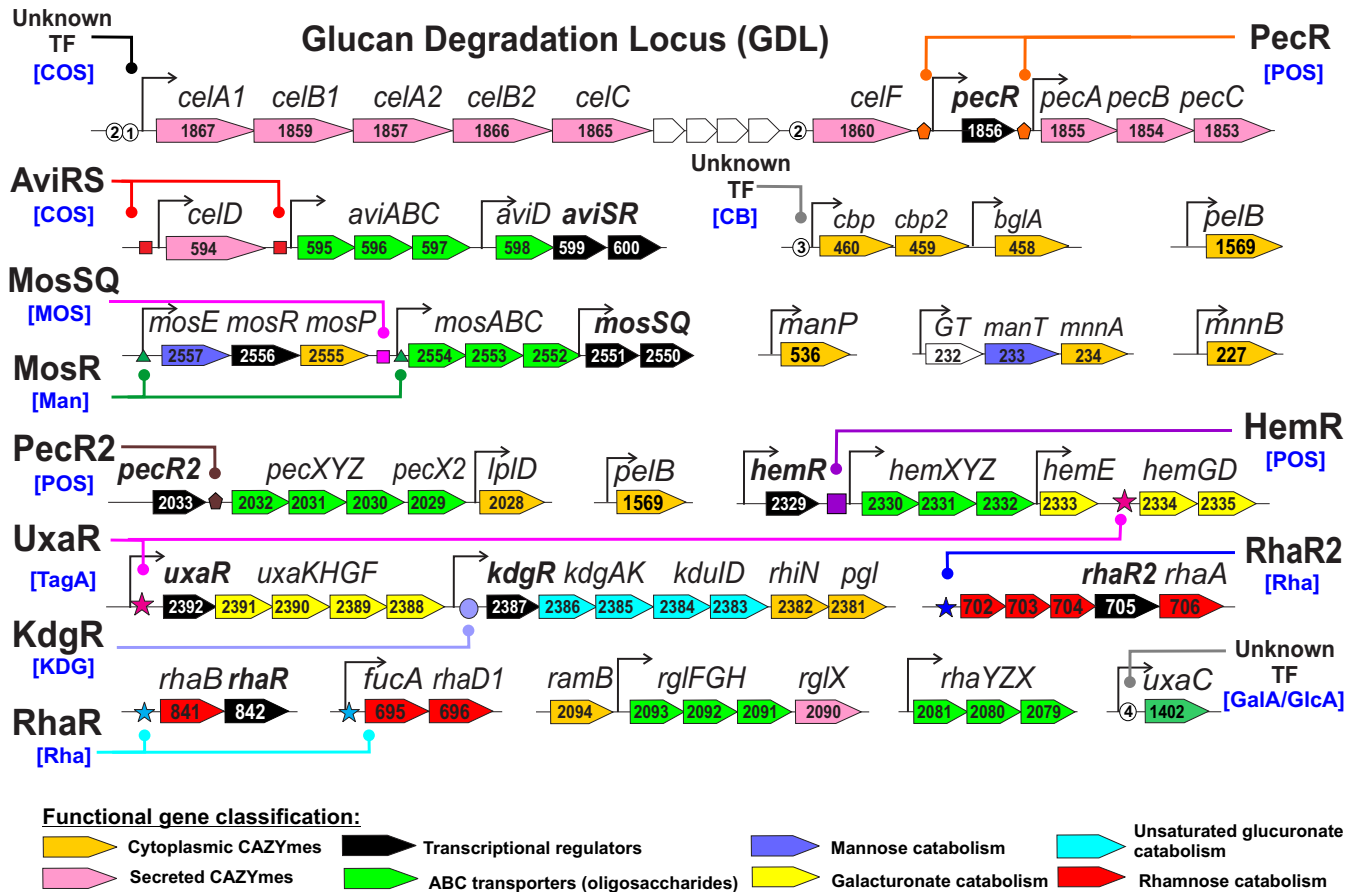 Unknown
TF
[COS]
Glucan Degradation Locus (GDL)
PecR
[POS]
celA1 celB1 celA2 celB2 celC celF pecR pecA pecB pecC
2 1 1867 1859 1857 1866 1865 2 1860 1856 1855 1854 1853
AviRS
[COS]
Unknown
TF
[CB]
celD aviABC aviD aviSR cbp cbp2 bglA pelB
594 595 596 597 598 599 600 3 460 459 458 1569
MosSQ
[MOS]
mosE mosR mosP mosABC mosSQ manP GT manT mnnA mnnB
2557 2556 2555 2554 2553 2552 2551 2550 536 232 233 234 227
MosR
[Man]
PecR2
[POS]
HemR
[POS]
pecR2 pecXYZ pecX2 lplD pelB hemR hemXYZ hemE hemGD
2033 2032 2031 2030 2029 2028 1569 2329 2330 2331 2332 2333 2334 2335
UxaR
[TagA]
RhaR2
[Rha]
uxaR uxaKHGF kdgR kdgAK kduID rhiN pgl rhaR2 rhaA
2392 2391 2390 2389 2388 2387 2386 2385 2384 2383 2382 2381 702 703 704 705 706
KdgR
[KDG]
Unknown
TF
[GalA/GlcA]
rhaB rhaR fucA rhaD1 ramB rglFGH rglX rhaYZX uxaC
841 842 695 696 2094 2093 2092 2091 2090 2081 2080 2079 4 1402
RhaR
[Rha]
Functional gene classification:
Cytoplasmic CAZYmes
Transcriptional regulators
Mannose catabolism
Unsaturated glucuronate
catabolism
Secreted CAZYmes
ABC transporters (oligosaccharides)
Galacturonate catabolism
Rhamnose catabolism